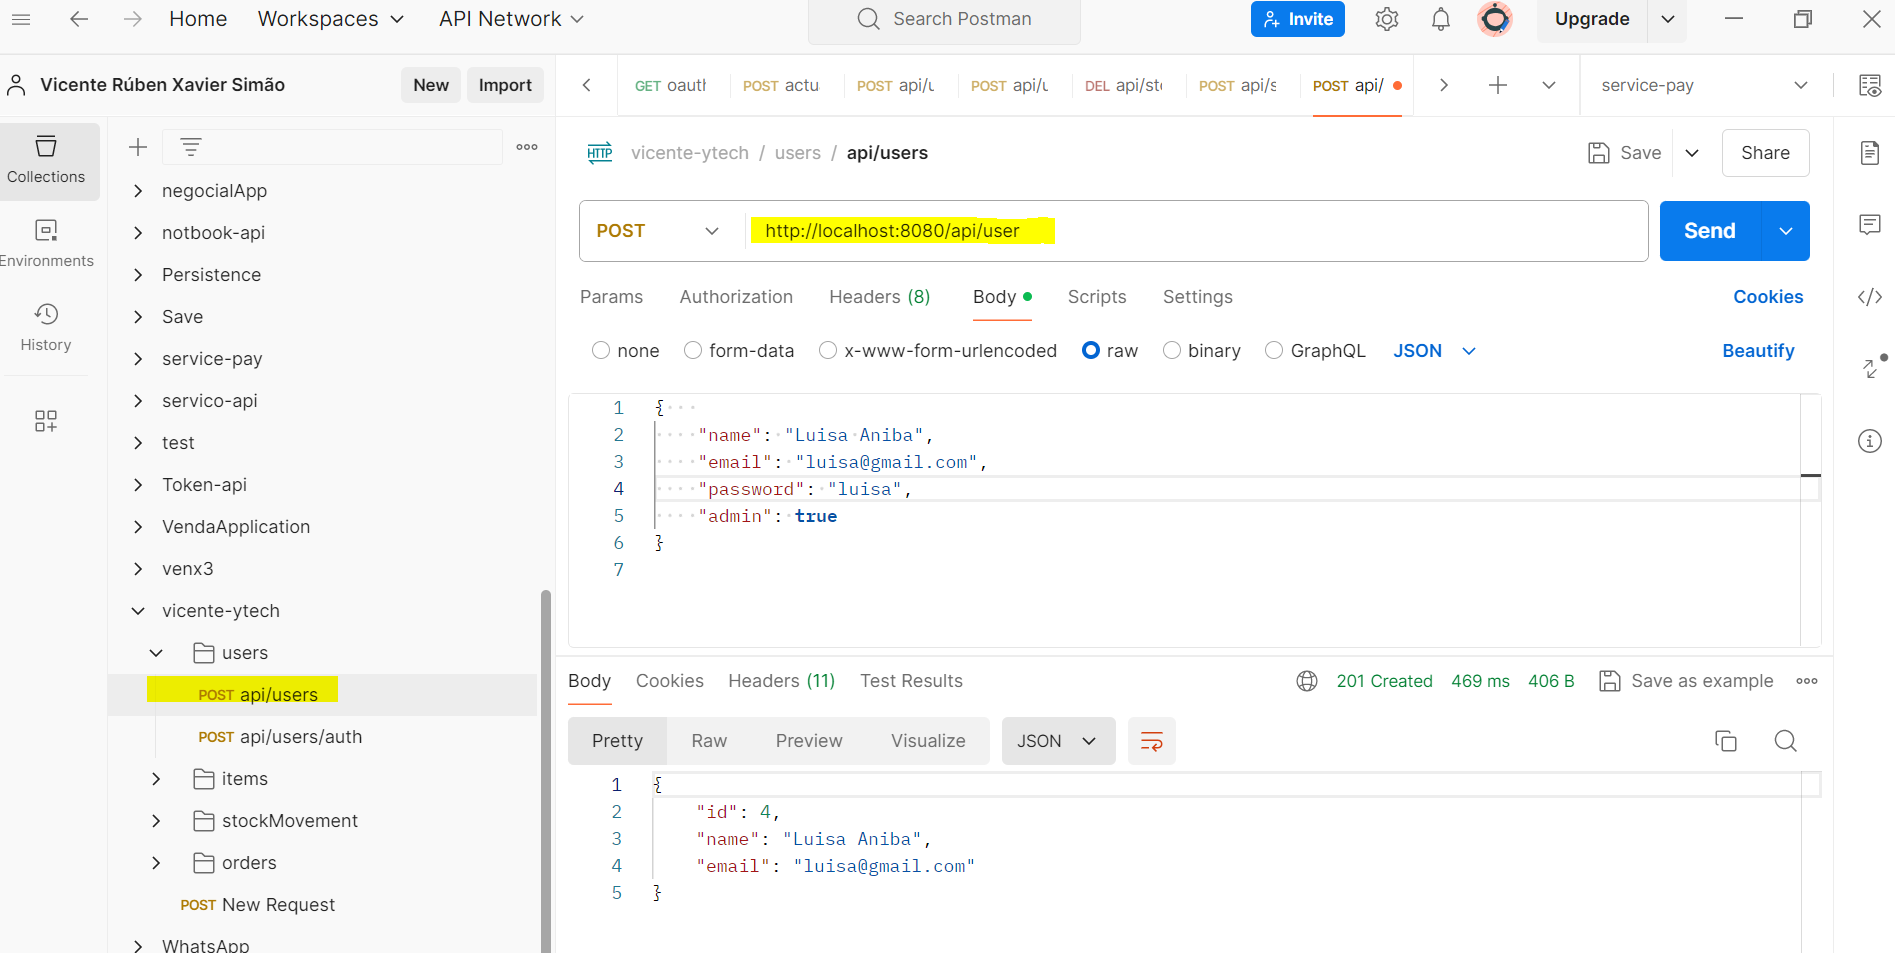 Home Workspaces API Network Search Postman Invite Upgrade
Vicente Rúben Xavier Simão New Import
GET oauth POST actu POST api/u POST api/u DEL api/sto POST api/s POST api/ service-pay
Collections
Environments
History
negocialApp
notbook-api
Persistence
Save
service-pay
servico-api
test
Token-api
VendaApplication
venx3
vicente-ytech
users
POST api/users
POST api/users/auth
items
stockMovement
orders
POST New Request
WhatsApp
HTTP vicente-ytech / users / api/users Save Share
POST http://localhost:8080/api/user Send
Params Authorization Headers (8) Body Scripts Settings Cookies
none form-data x-www-form-urlencoded raw binary GraphQL JSON Beautify
1 {
2 "name": "Luisa Aniba",
3 "email": "luisa@gmail.com",
4 "password": "luisa",
5 "admin": true
6 }
7
Body Cookies Headers (11) Test Results 201 Created 469 ms 406 B Save as example
Pretty Raw Preview Visualize JSON
1 {
2 "id": 4,
3 "name": "Luisa Aniba",
4 "email": "luisa@gmail.com"
5 }